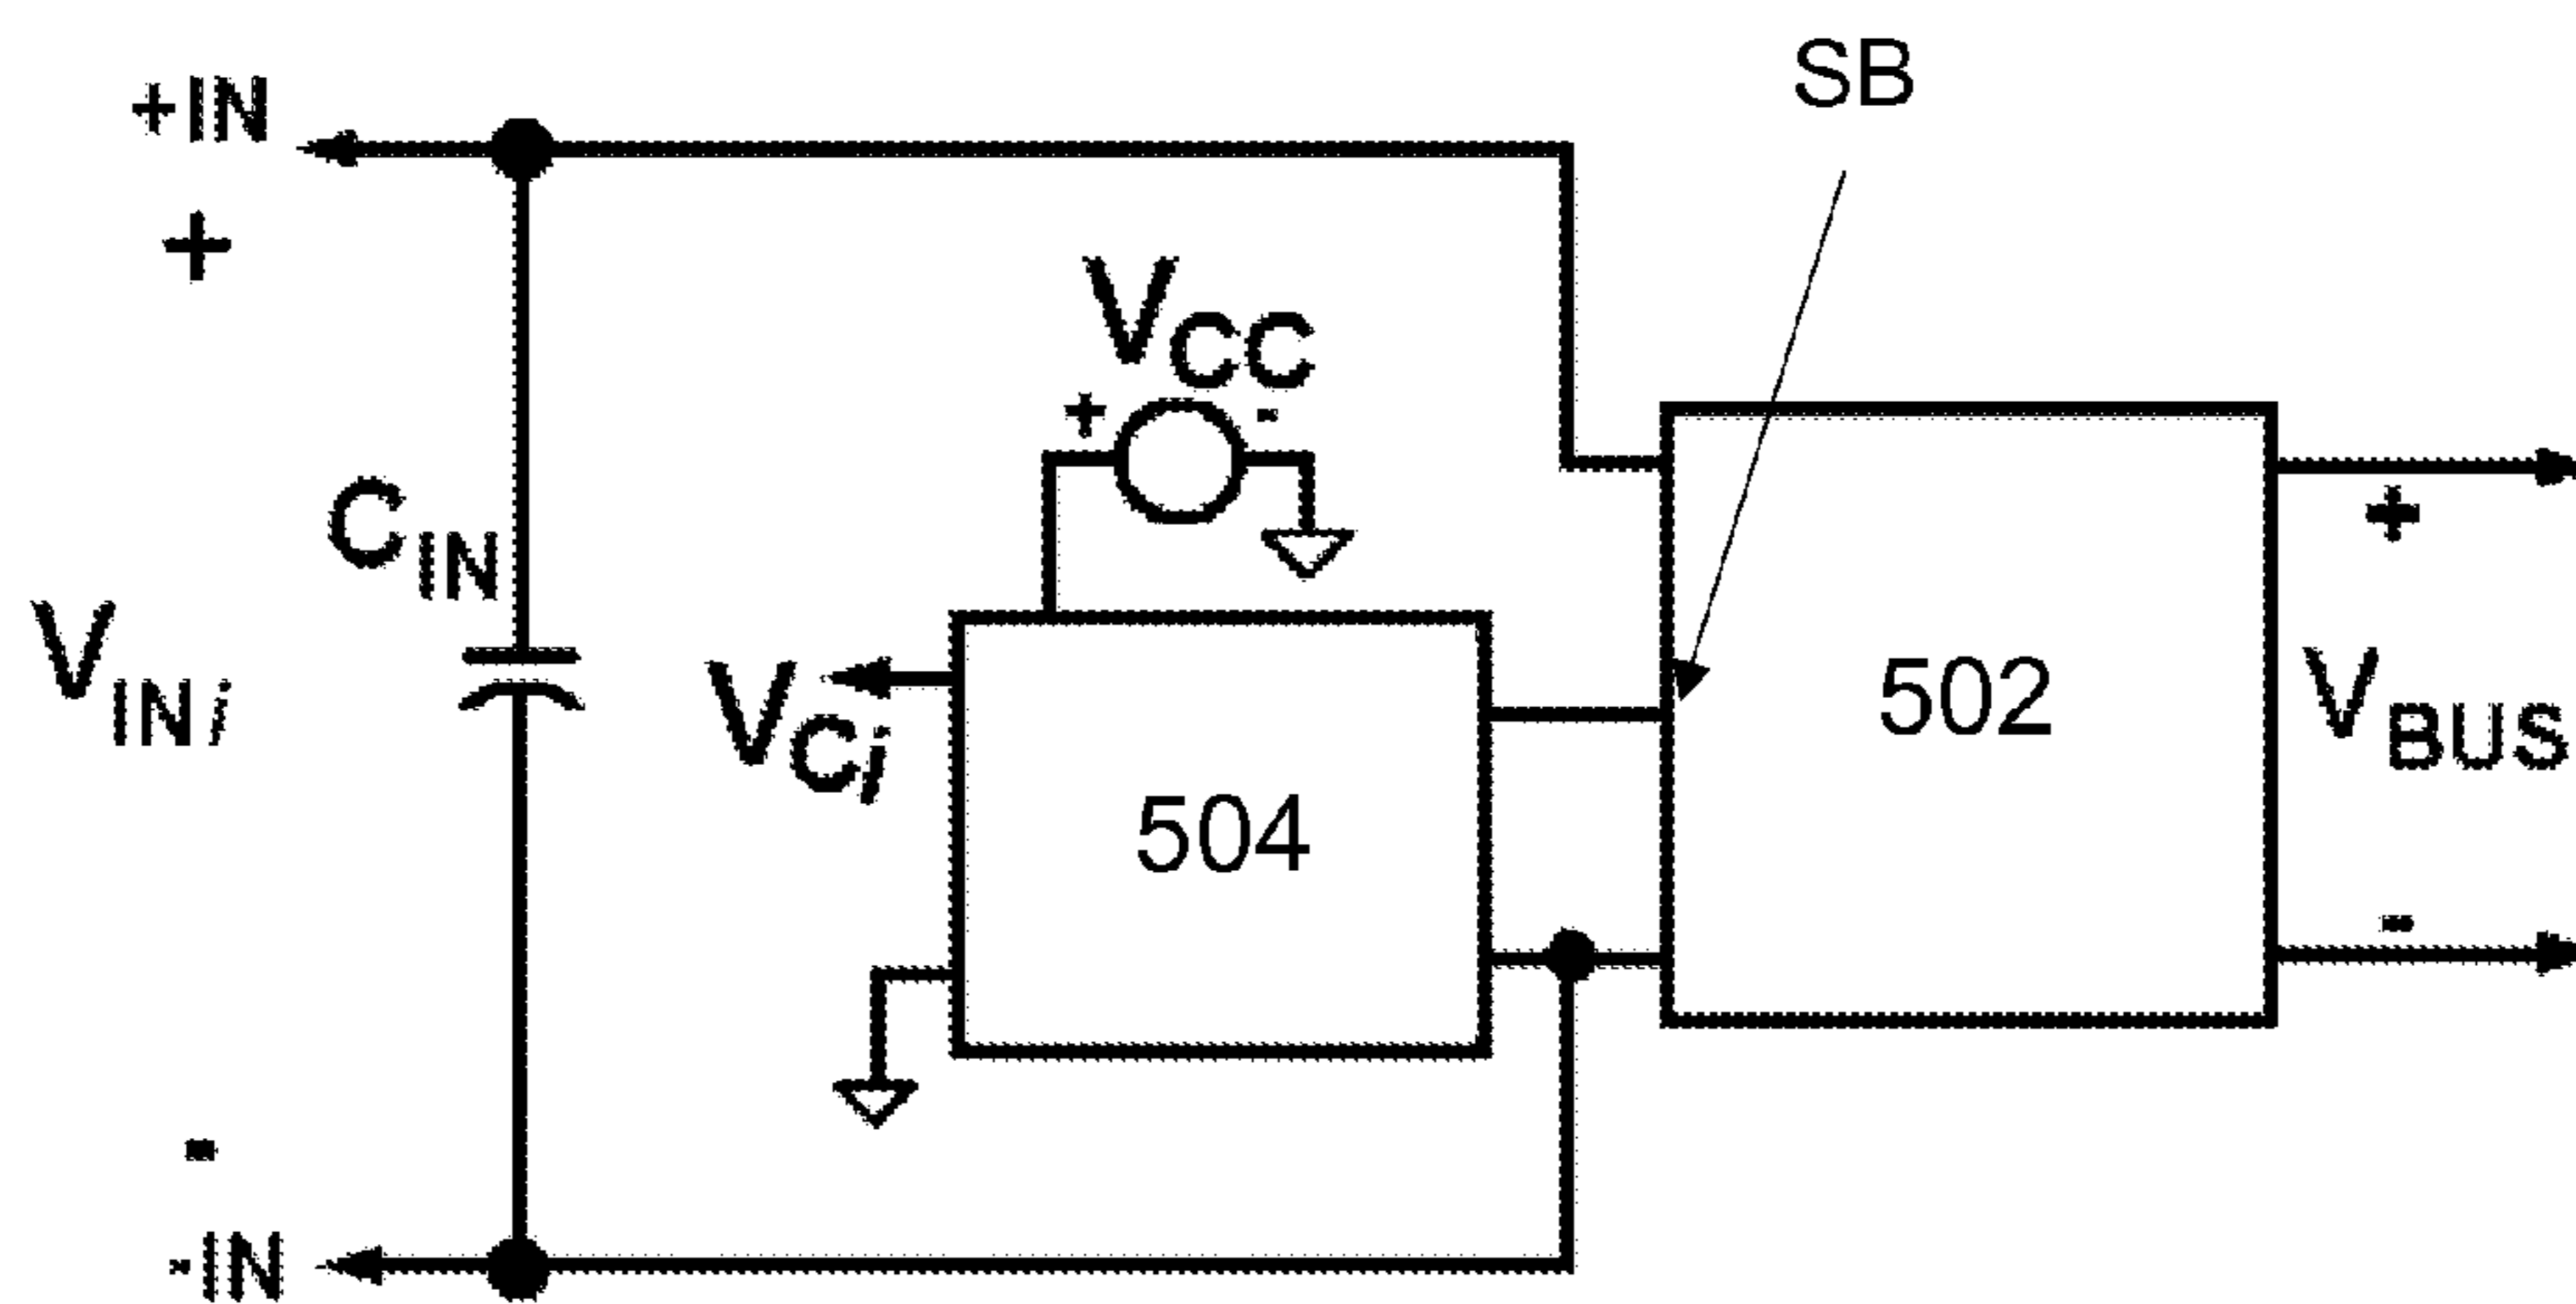 SB
+IN
+
VCC
+ -
CIN
+
VINi
VCi
502
VBUS
504
-
-
-IN